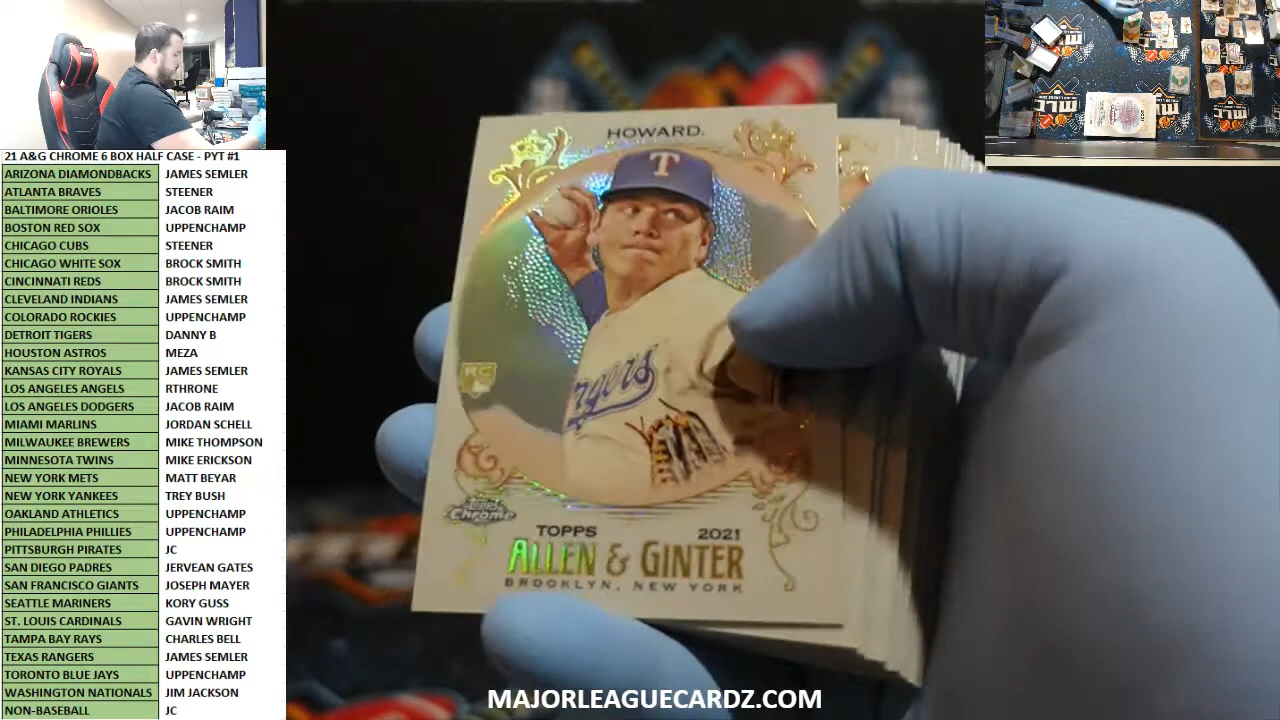 21 A&G CHROME 6 BOX HALF CASE - PYT #1
ARIZONA DIAMONDBACKS JAMES SEMLER
ATLANTA BRAVES STEENER
BALTIMORE ORIOLES JACOB RAIM
BOSTON RED SOX UPPENCHAMP
CHICAGO CUBS STEENER
CHICAGO WHITE SOX BROCK SMITH
CINCINNATI REDS BROCK SMITH
CLEVELAND INDIANS JAMES SEMLER
COLORADO ROCKIES UPPENCHAMP
DETROIT TIGERS DANNY B
HOUSTON ASTROS MEZA
KANSAS CITY ROYALS JAMES SEMLER
LOS ANGELES ANGELS RTHRONE
LOS ANGELES DODGERS JACOB RAIM
MIAMI MARLINS JORDAN SCHELL
MILWAUKEE BREWERS MIKE THOMPSON
MINNESOTA TWINS MIKE ERICKSON
NEW YORK METS MATT BEYAR
NEW YORK YANKEES TREY BUSH
OAKLAND ATHLETICS UPPENCHAMP
PHILADELPHIA PHILLIES UPPENCHAMP
PITTSBURGH PIRATES JC
SAN DIEGO PADRES JERVEAN GATES
SAN FRANCISCO GIANTS JOSEPH MAYER
SEATTLE MARINERS KORY GUSS
ST. LOUIS CARDINALS GAVIN WRIGHT
TAMPA BAY RAYS CHARLES BELL
TEXAS RANGERS JAMES SEMLER
TORONTO BLUE JAYS UPPENCHAMP
WASHINGTON NATIONALS JIM JACKSON
NON-BASEBALL JC
HOWARD
T
RC
Topps Chrome
TOPPS 2021
ALLEN & GINTER
BROOKLYN, NEW YORK
MAJORLEAGUECARDZ.COM